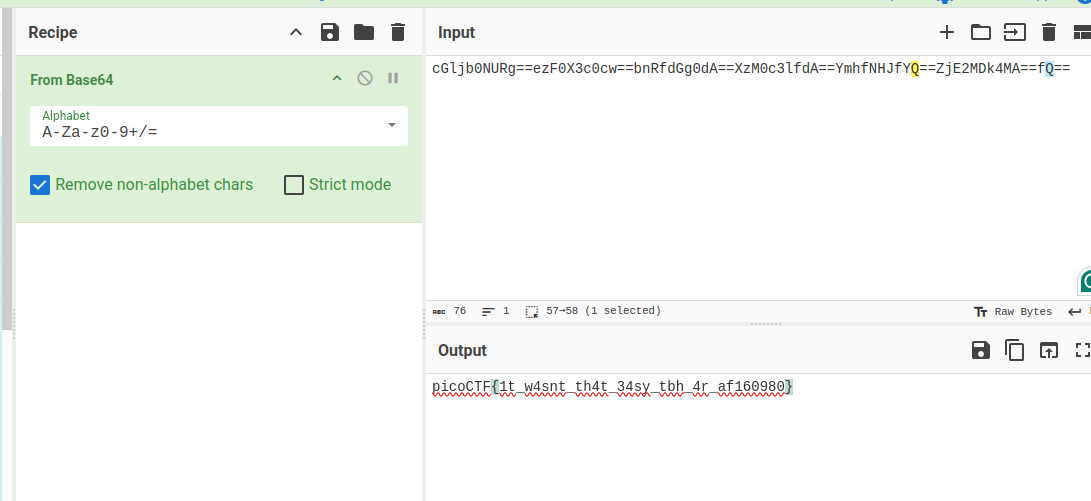 Recipe
From Base64
Alphabet
A-Za-z0-9+/=
Remove non-alphabet chars
Strict mode
Input
cGljb0NURg==ezF0X3c0cw==bnRfdGg0dA==XzM0c3lfdA==YmhfNHJfYQ==ZjE2MDk4MA==fQ==
ABC 76 1 57→58 (1 selected) Tт Raw Bytes
Output
picoCTF{1t_w4snt_th4t_34sy_tbh_4r_af160980}